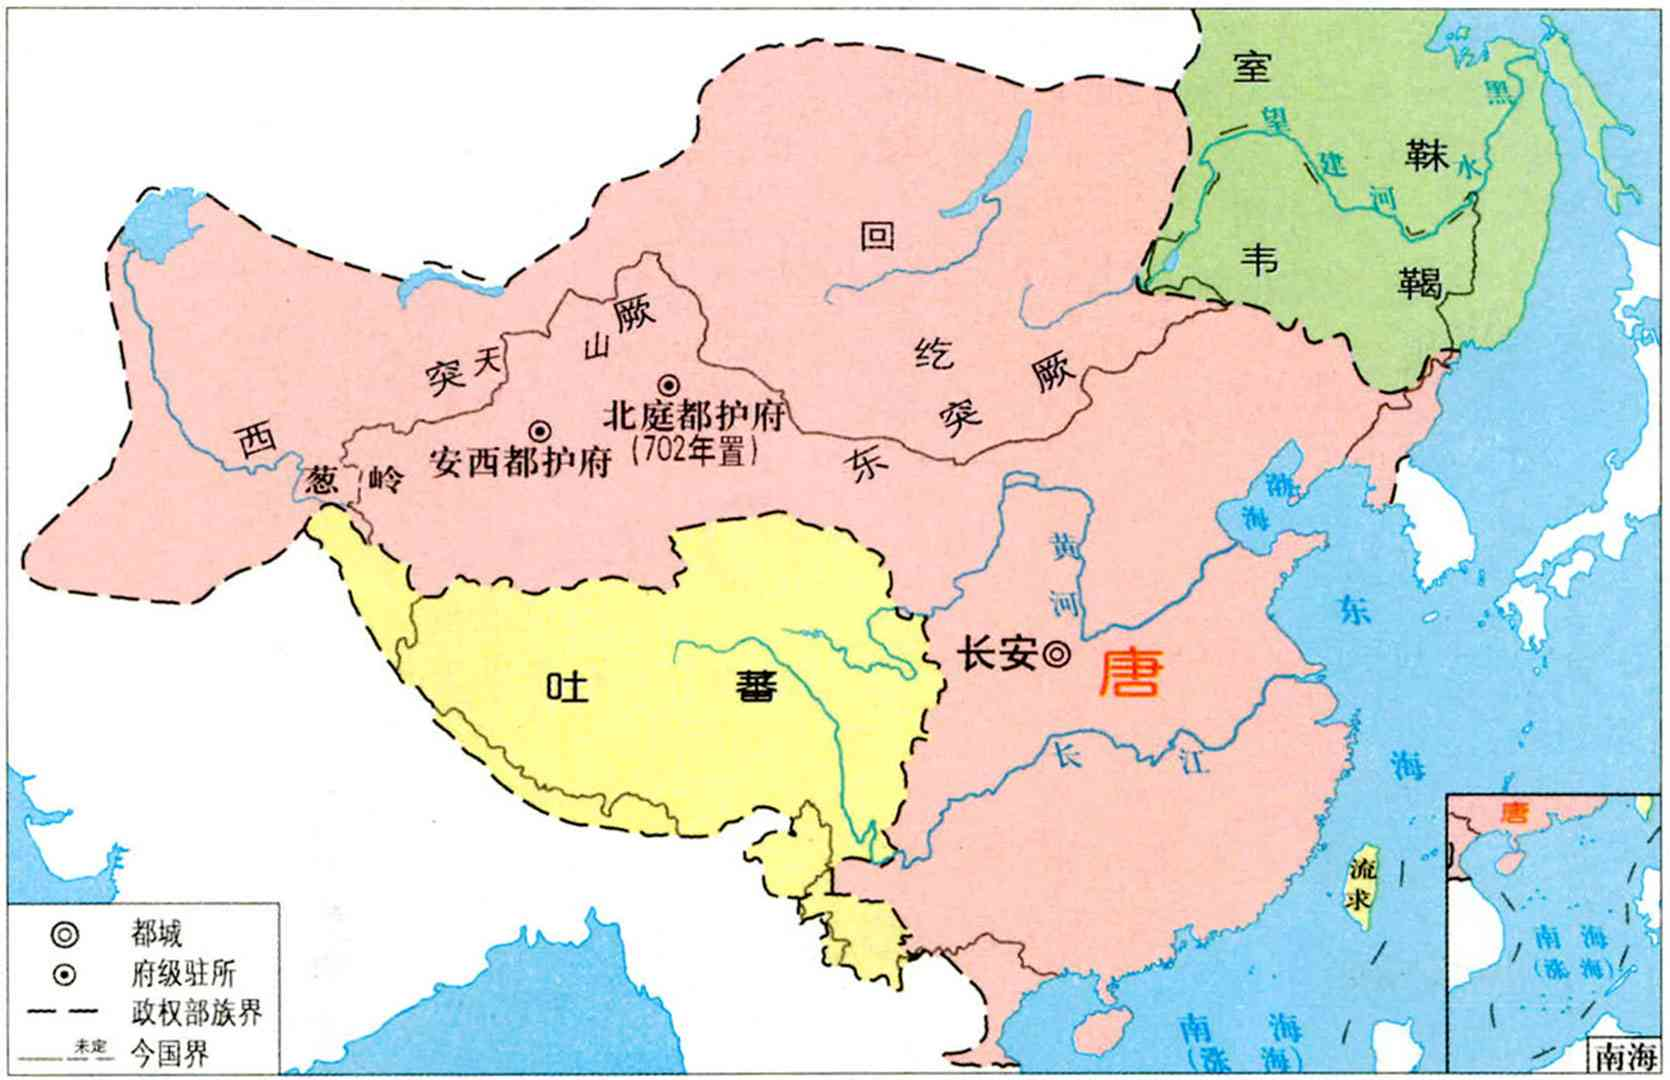 室
韦
靺
鞨
望
建
河
黑
水
回
纥
突
厥
天
山
西
突
厥
东
北庭都护府
(702年置)
安西都护府
葱
岭
渤
海
黄
河
长安
唐
吐
蕃
长
江
东
海
流
求
南
海
(涨
海)
唐
南
海
(涨
海)
南海
都城
府级驻所
政权部族界
未定
今国界